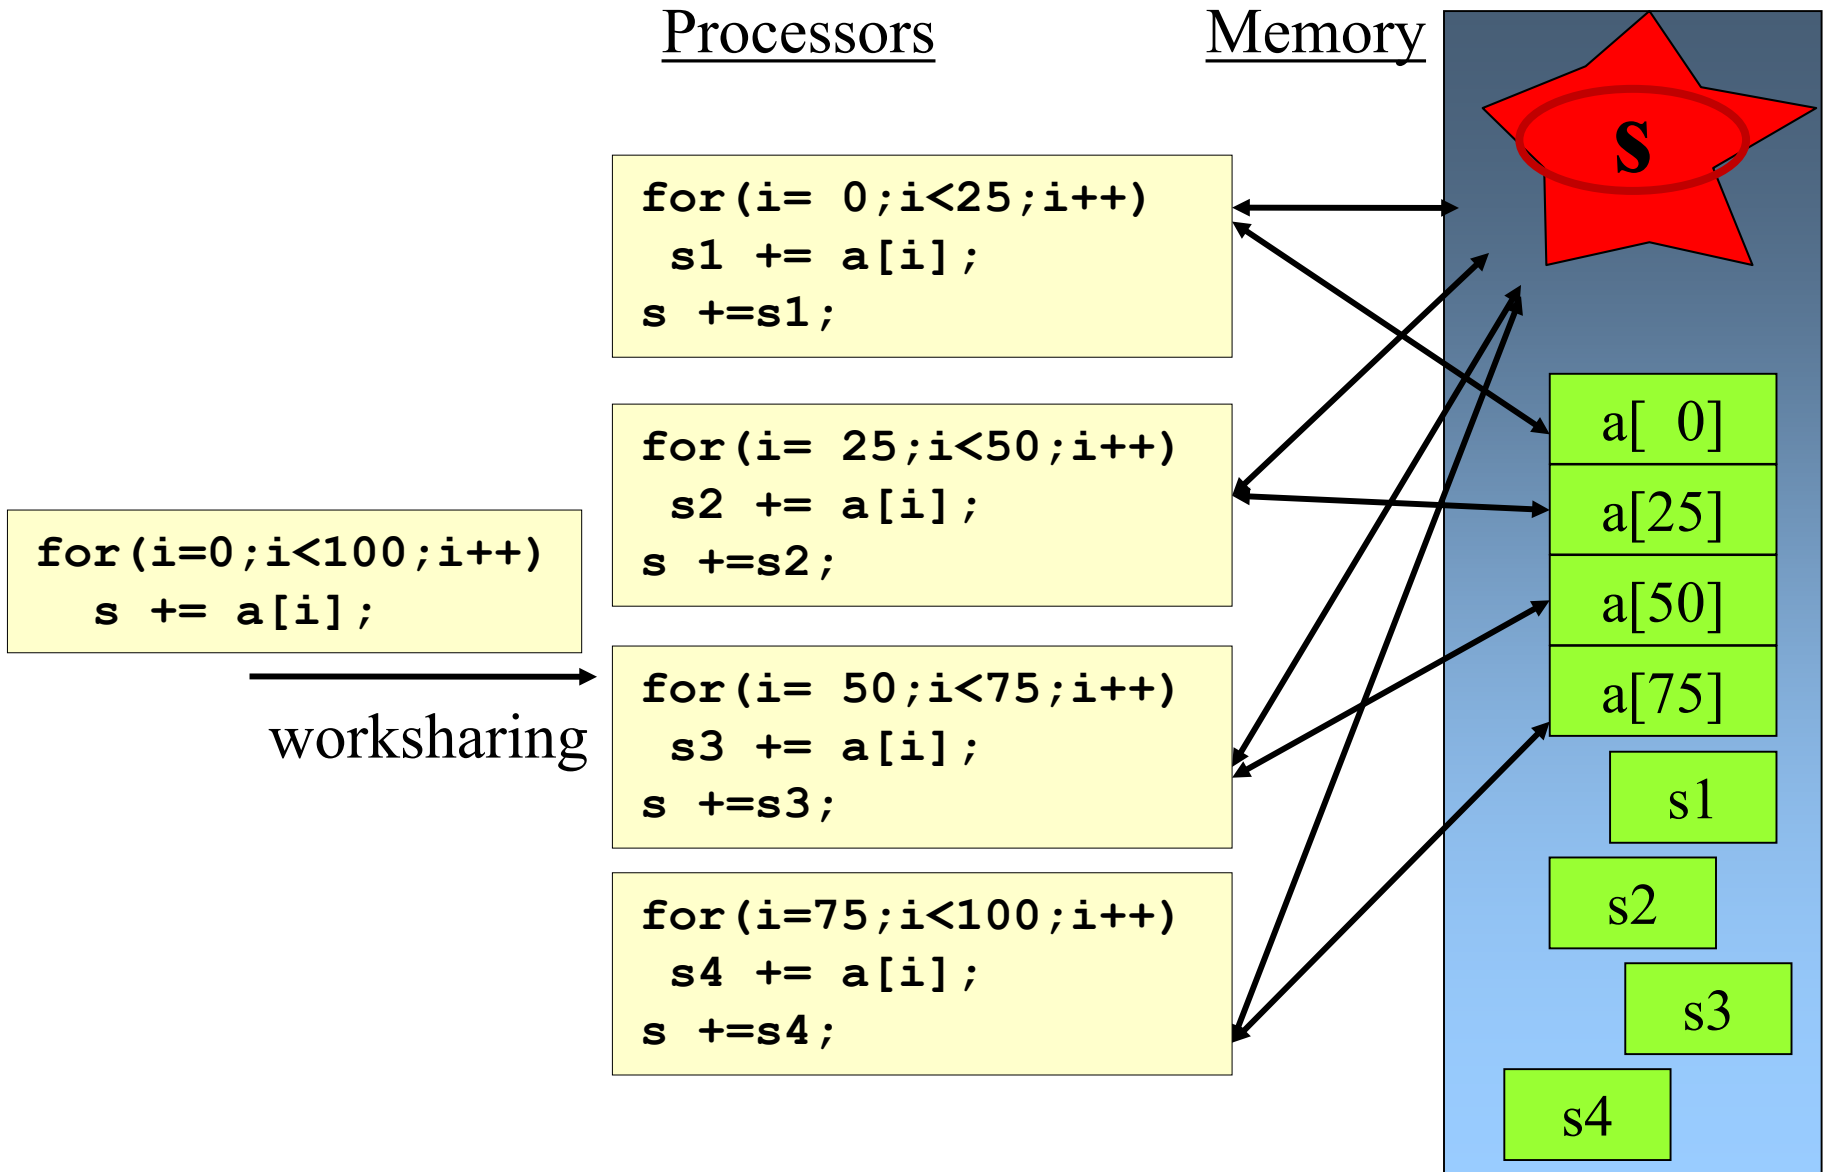 Processors
Memory
s
for(i= 0;i<25;i++)
s1 += a[i];
s +=s1;
for(i= 25;i<50;i++)
s2 += a[i];
s +=s2;
for(i=0;i<100;i++)
s += a[i];
worksharing
for(i= 50;i<75;i++)
s3 += a[i];
s +=s3;
for(i=75;i<100;i++)
s4 += a[i];
s +=s4;
a[ 0]
a[25]
a[50]
a[75]
s1
s2
s3
s4